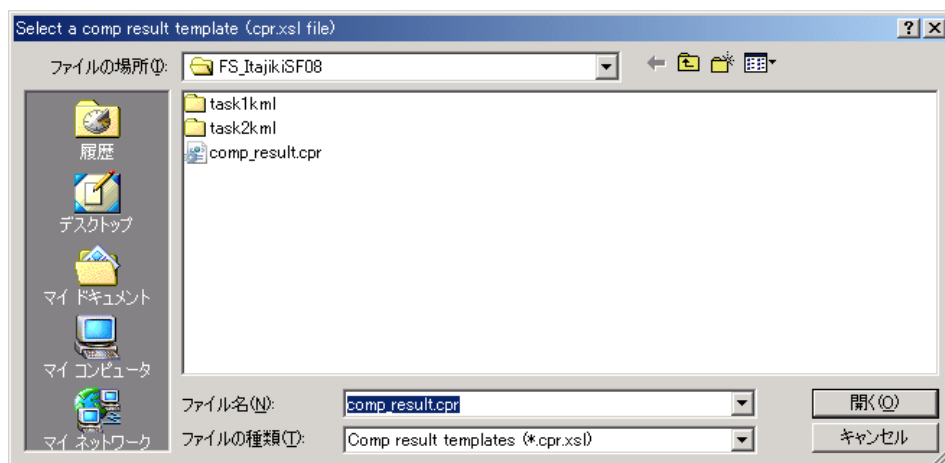 Select a comp result template (cpr.xsl file)
ファイルの場所(I):
FS_ItajikiSF08
履歴
デスクトップ
マイ ドキュメント
マイ コンピュータ
マイ ネットワーク
task1kml
task2kml
comp_result.cpr
ファイル名(N):
comp_result.cpr
開く(O)
ファイルの種類(T):
Comp result templates (*.cpr.xsl)
キャンセル